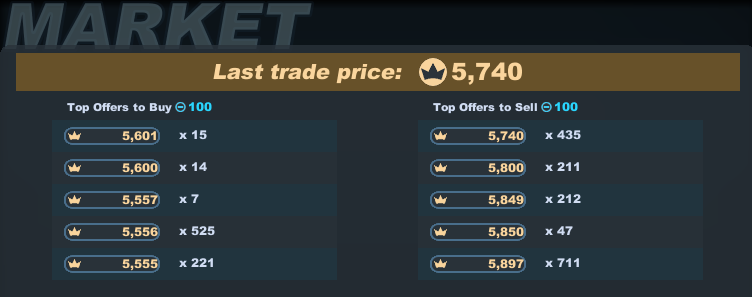 MARKET
Last trade price: 5,740
Top Offers to Buy 100
Top Offers to Sell 100
5,601 x 15
5,740 x 435
5,600 x 14
5,800 x 211
5,557 x 7
5,849 x 212
5,556 x 525
5,850 x 47
5,555 x 221
5,897 x 711